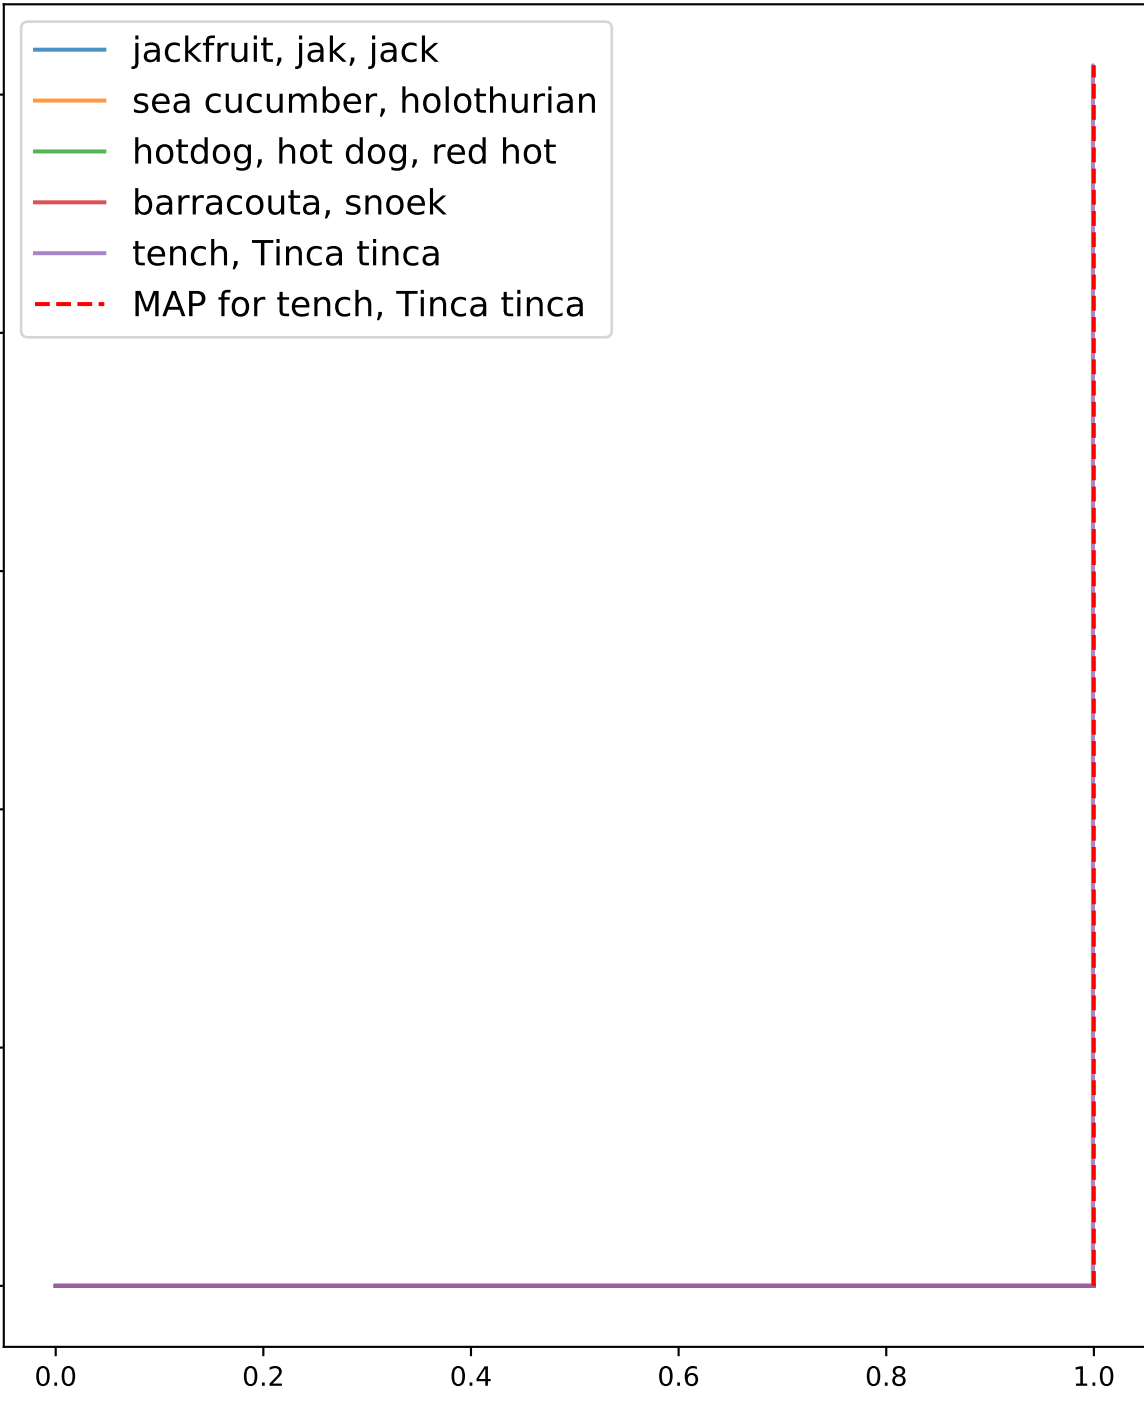 jackfruit, jak, jack
sea cucumber, holothurian
hotdog, hot dog, red hot
barracouta, snoek
tench, Tinca tinca
MAP for tench, Tinca tinca
0.0 0.2 0.4 0.6 0.8 1.0